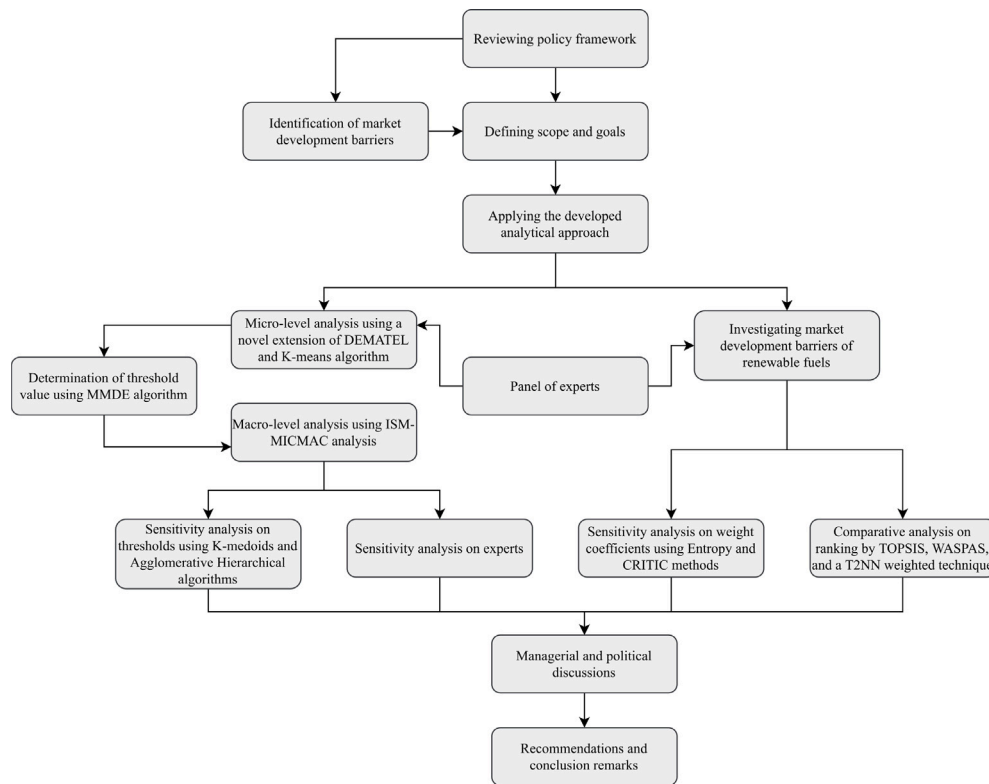 Reviewing policy framework
Identification of market
development barriers
Defining scope and goals
Applying the developed
analytical approach
Micro-level analysis using a
novel extension of DEMATEL
and K-means algorithm
Investigating market
development barriers of
renewable fuels
Determination of threshold
value using MMDE algorithm
Panel of experts
Macro-level analysis using ISM-
MICMAC analysis
Sensitivity analysis on
thresholds using K-medoids and
Agglomerative Hierarchical
algorithms
Sensitivity analysis on experts
Sensitivity analysis on weight
coefficients using Entropy and
CRITIC methods
Comparative analysis on
ranking by TOPSIS, WASPAS,
and a T2NN weighted technique
Managerial and political
discussions
Recommendations and
conclusion remarks